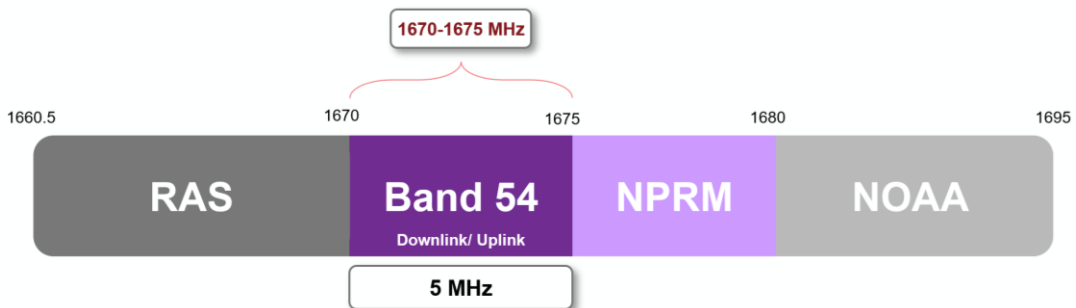 1670-1675 MHz
1660.5 1670 1675 1680 1695
RAS Band 54 NPRM NOAA
Downlink/ Uplink
5 MHz